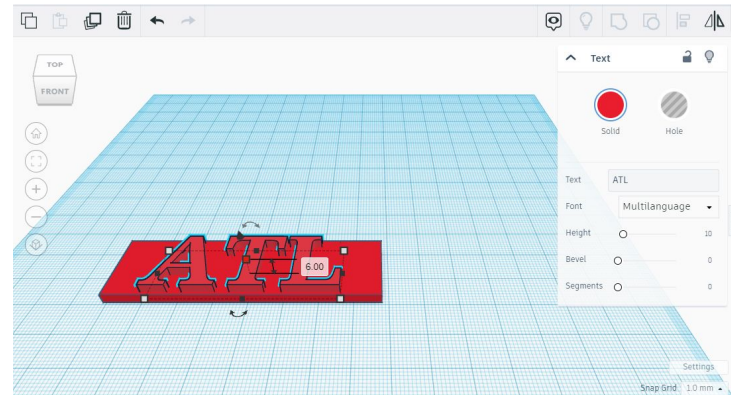 TOP
FRONT
ATL
6.00
Text
Solid
Hole
Text ATL
Font Multilanguage
Height 10
Bevel 0
Segments 0
Settings
Snap Grid 1.0 mm